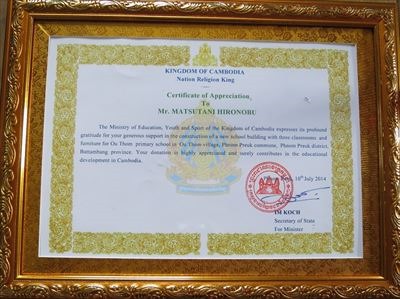 KINGDOM OF CAMBODIA
Nation Religion King
Certificate of Appreciation
To
Mr. MATSUTANI HIRONOBU
The Ministry of Education, Youth and Sport of the Kingdom of Cambodia expresses its profound
gratitude for your generous support in the construction of a new school building with three classrooms and
furniture for Ou Thom primary school in Ou Thom village, Phnom Preuk commune, Phnom Preuk district,
Battambang province. Your donation is highly appreciated and surely contributes in the educational
development in Cambodia.
10th July 2014
IM KOCH
Secretary of State
For Minister